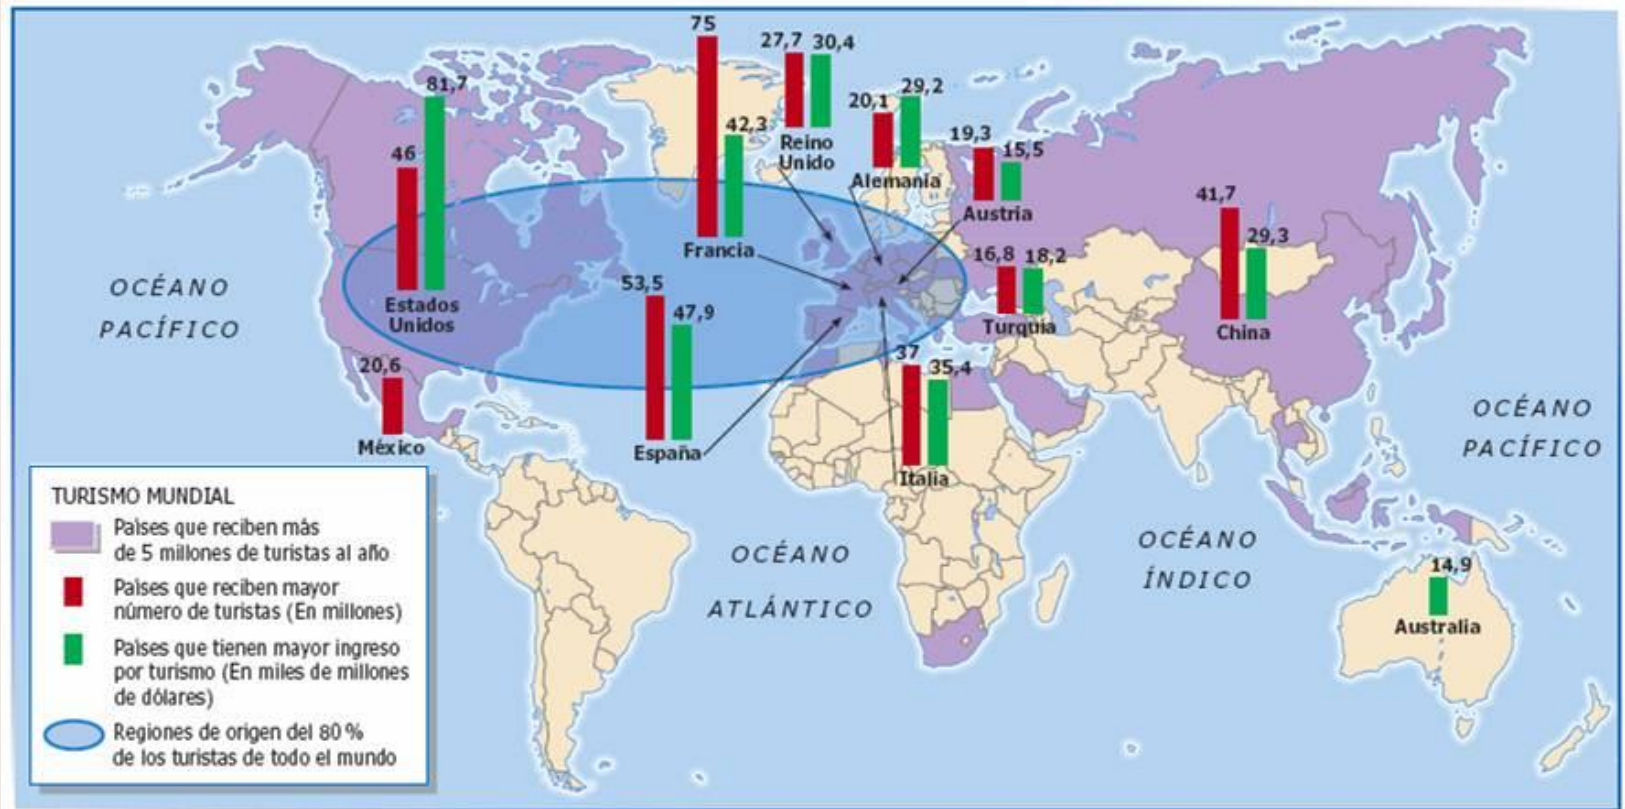 75
27,7 30,4
81,7
29,2
20,1
42,3
19,3
15,5
Reino
Unido
46
Alemania
41,7
Austria
29,3
Francia
16,8 18,2
OCÉANO
PACÍFICO
53,5
Estados
Unidos
47,9
Turquía
China
20,6
37
35,4
OCÉANO
PACÍFICO
México
España
Italia
TURISMO MUNDIAL
Países que reciben más
de 5 millones de turistas al año
Países que reciben mayor
número de turistas (En millones)
Países que tienen mayor ingreso
por turismo (En miles de millones
de dólares)
Regiones de origen del 80 %
de los turistas de todo el mundo
OCÉANO
ATLÁNTICO
OCÉANO
ÍNDICO
14,9
Australia